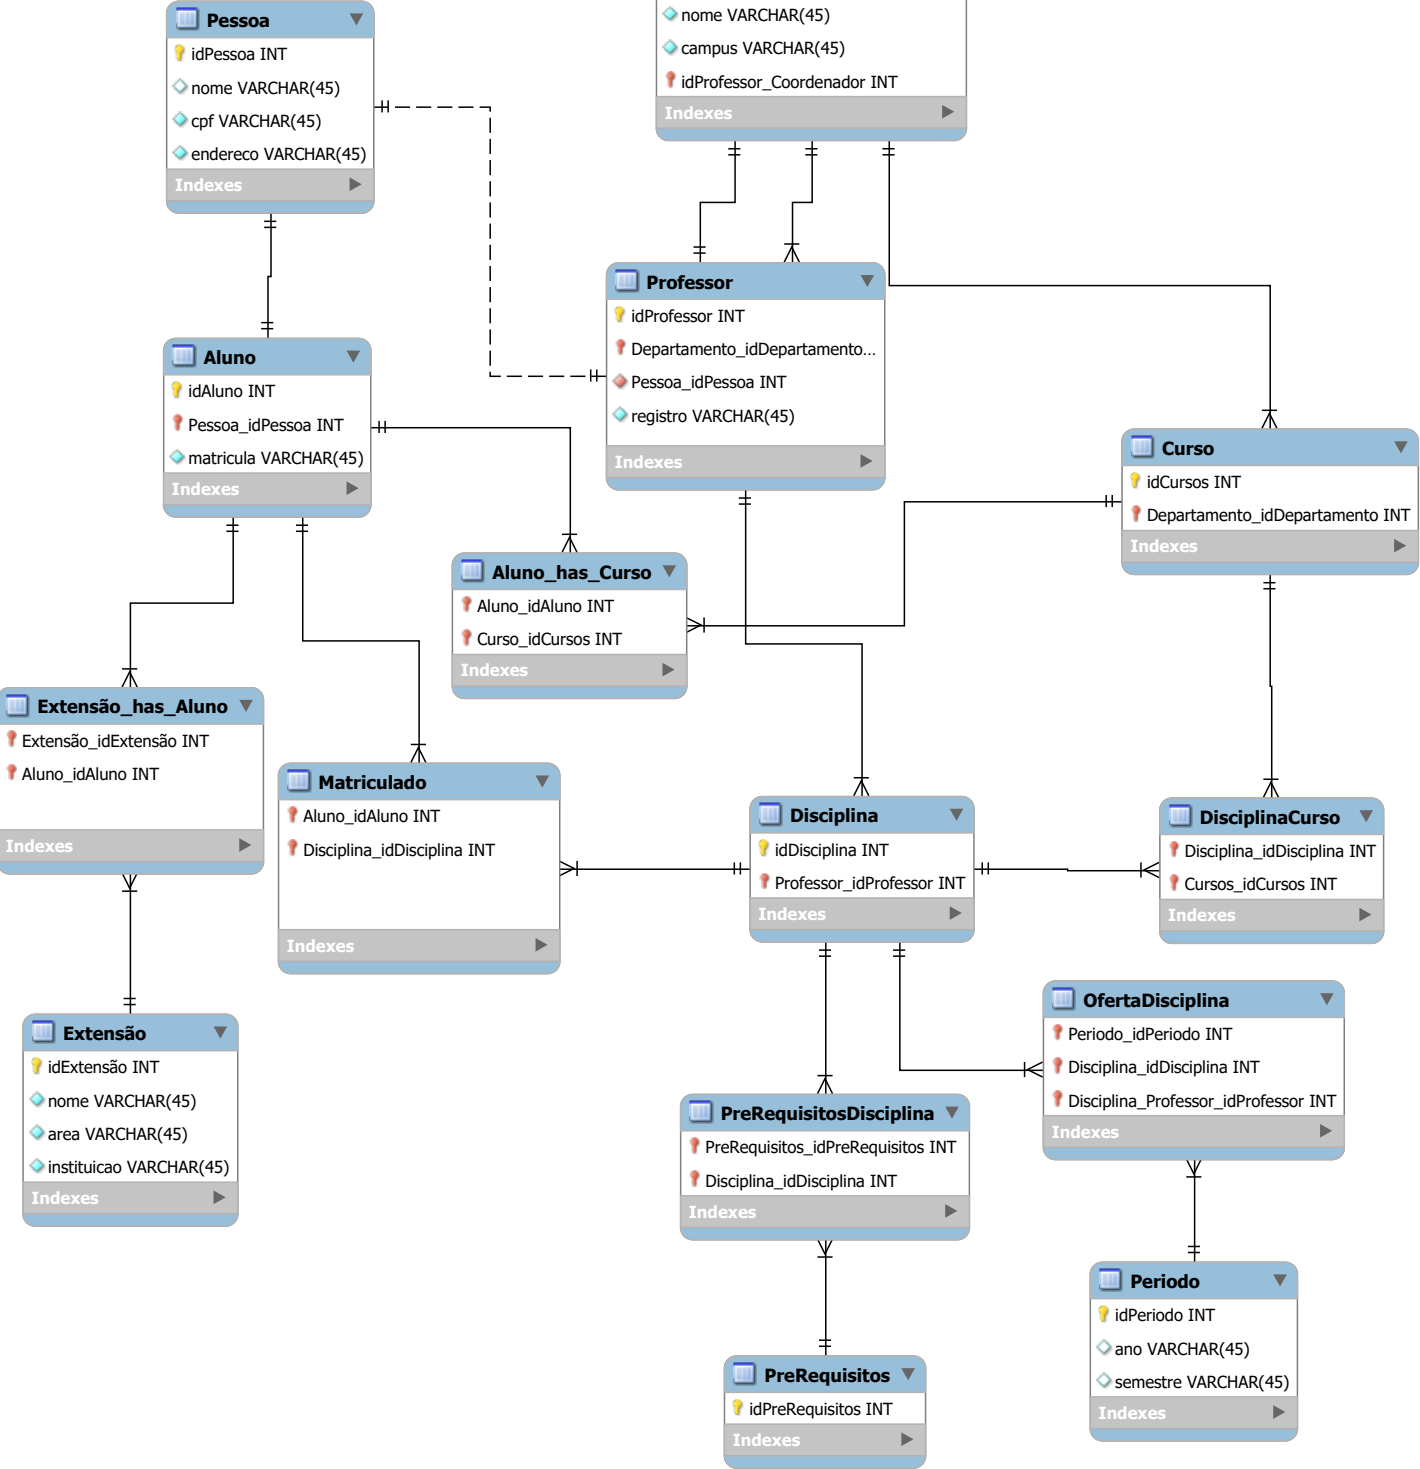 Pessoa
idPessoa INT
nome VARCHAR(45)
cpf VARCHAR(45)
endereco VARCHAR(45)
Indexes
nome VARCHAR(45)
campus VARCHAR(45)
idProfessor_Coordenador INT
Indexes
Professor
idProfessor INT
Departamento_idDepartamento...
Pessoa_idPessoa INT
registro VARCHAR(45)
Indexes
Aluno
idAluno INT
Pessoa_idPessoa INT
matricula VARCHAR(45)
Indexes
Curso
idCursos INT
Departamento_idDepartamento INT
Indexes
Aluno_has_Curso
Aluno_idAluno INT
Curso_idCursos INT
Indexes
Extensão_has_Aluno
Extensão_idExtensão INT
Aluno_idAluno INT
Indexes
Matriculado
Aluno_idAluno INT
Disciplina_idDisciplina INT
Indexes
Disciplina
idDisciplina INT
Professor_idProfessor INT
Indexes
DisciplinaCurso
Disciplina_idDisciplina INT
Cursos_idCursos INT
Indexes
Extensão
idExtensão INT
nome VARCHAR(45)
area VARCHAR(45)
instituicao VARCHAR(45)
Indexes
OfertaDisciplina
Periodo_idPeriodo INT
Disciplina_idDisciplina INT
Disciplina_Professor_idProfessor INT
Indexes
PreRequisitosDisciplina
PreRequisitos_idPreRequisitos INT
Disciplina_idDisciplina INT
Indexes
Periodo
idPeriodo INT
ano VARCHAR(45)
semestre VARCHAR(45)
Indexes
PreRequisitos
idPreRequisitos INT
Indexes